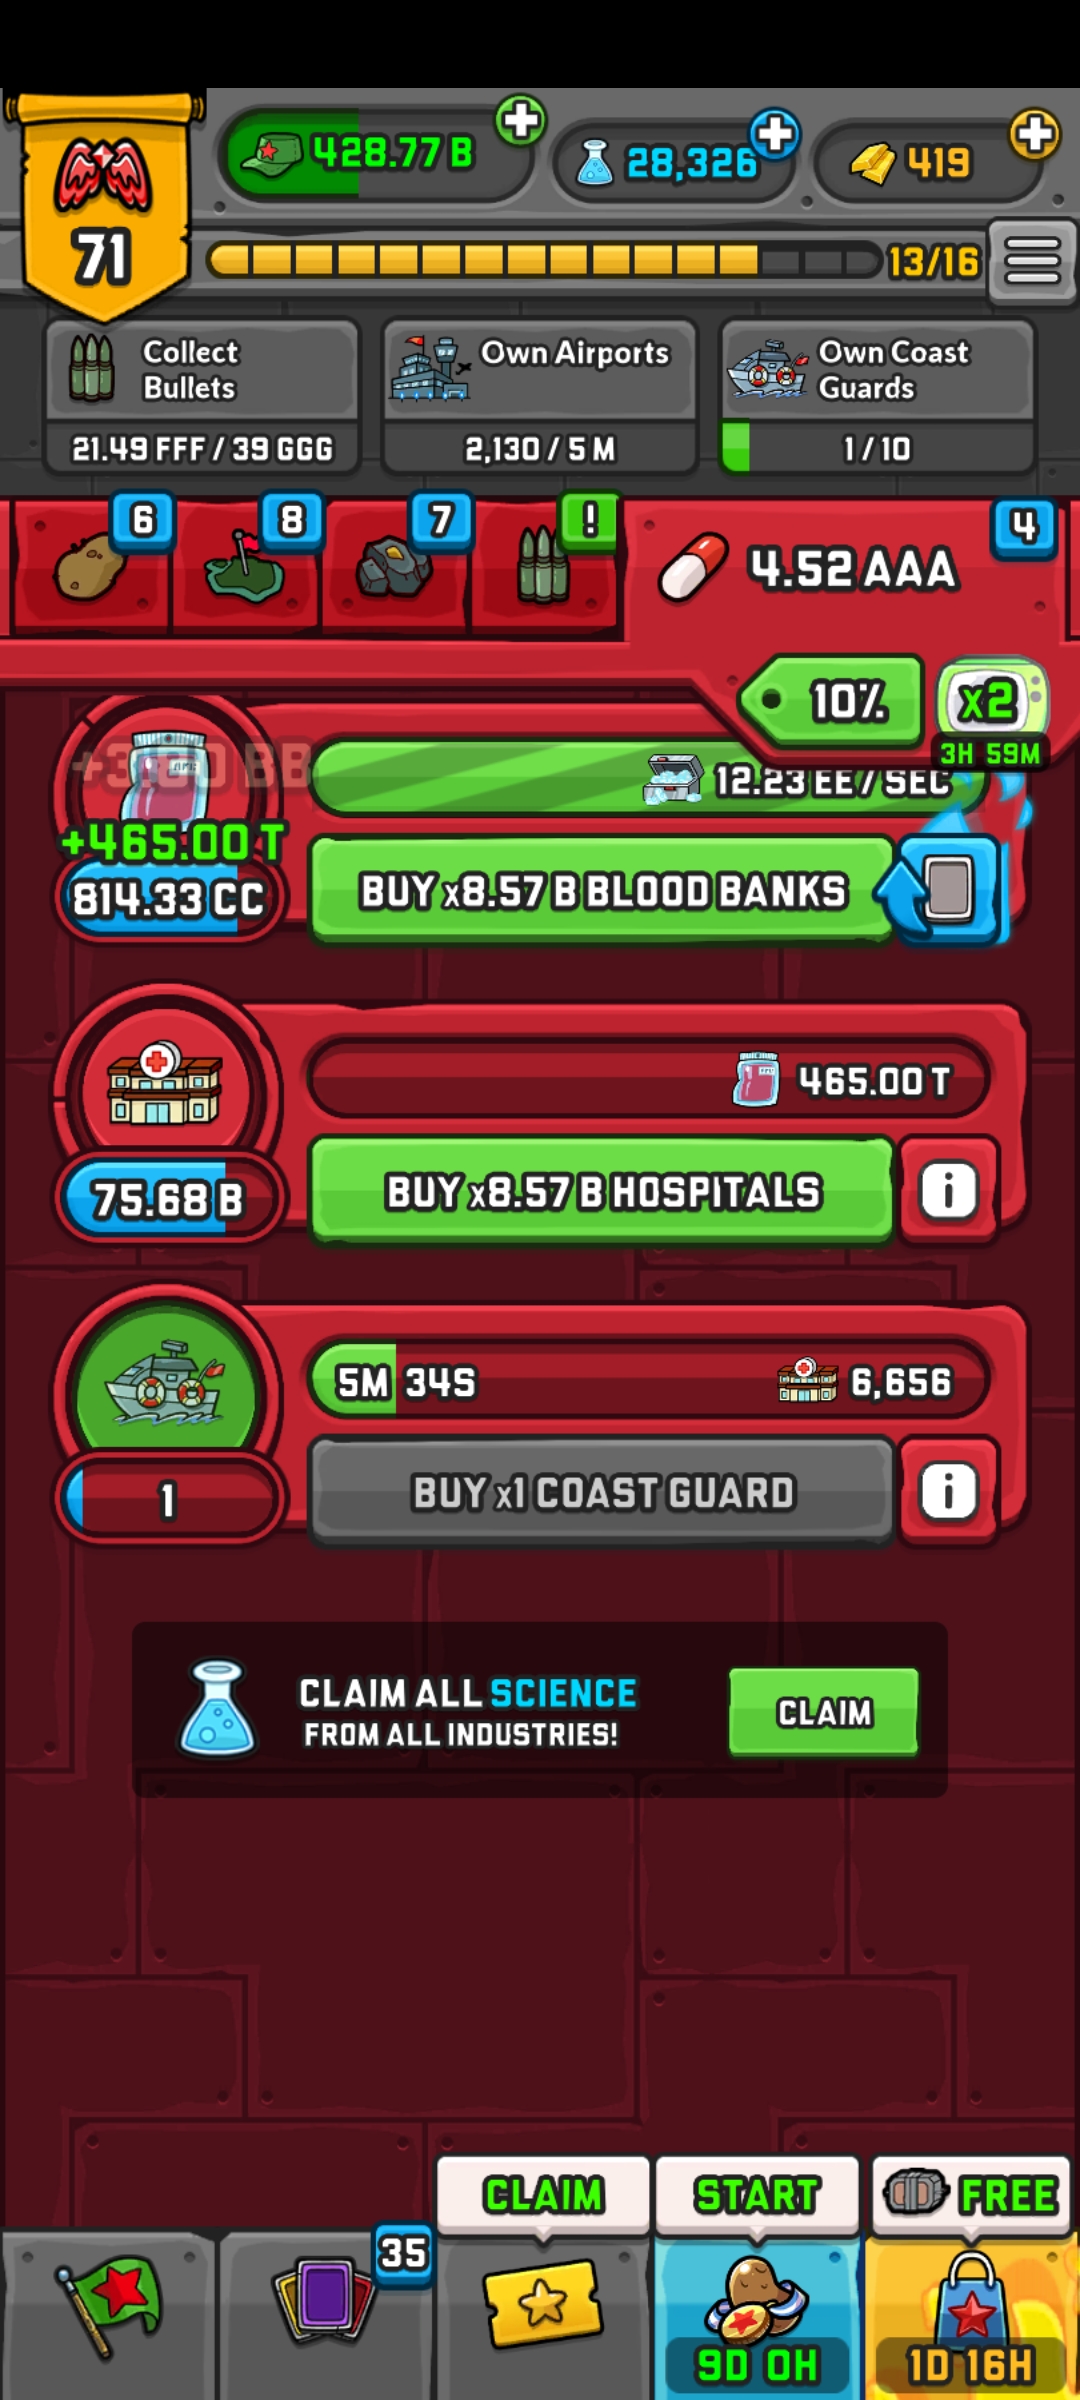 428.77 B
28,326
419
71
13/16
Collect
Bullets
21.49 FFF / 39 GGG
Own Airports
2,130 / 5 M
Own Coast
Guards
1 / 10
6
8
7
!
4.52 AAA
4
10%
x2
3H 59M
12.23 EE / SEC
+465.00 T
814.33 CC
BUY x8.57 B BLOOD BANKS
465.00 T
75.68 B
BUY x8.57 B HOSPITALS
i
5M 34S
6,656
1
BUY x1 COAST GUARD
i
CLAIM ALL SCIENCE
FROM ALL INDUSTRIES!
CLAIM
CLAIM
START
FREE
35
9D 0H
1D 16H